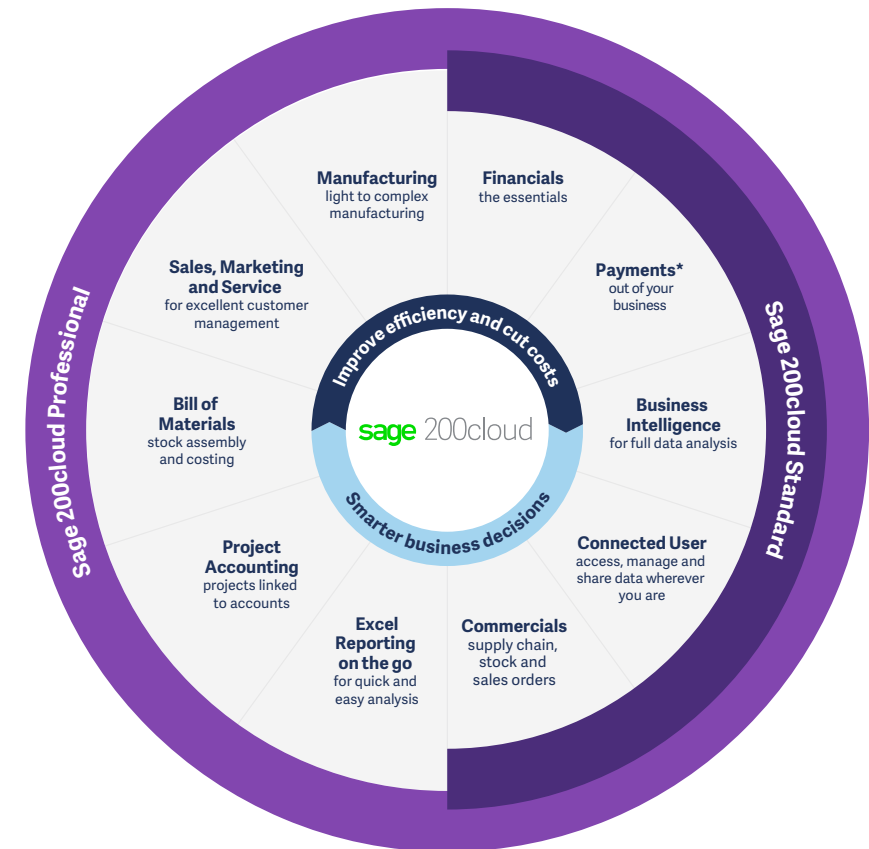 Sage 200cloud Professional
Sage 200cloud Standard
Manufacturing
light to complex
manufacturing
Financials
the essentials
Payments*
out of your
business
Business
Intelligence
for full data analysis
Connected User
access, manage and
share data wherever
you are
Commercials
supply chain,
stock and
sales orders
Excel
Reporting
on the go
for quick and
easy analysis
Project
Accounting
projects linked
to accounts
Bill of
Materials
stock assembly
and costing
Sales, Marketing
and Service
for excellent customer
management
Improve efficiency and cut costs
sage 200cloud
Smarter business decisions